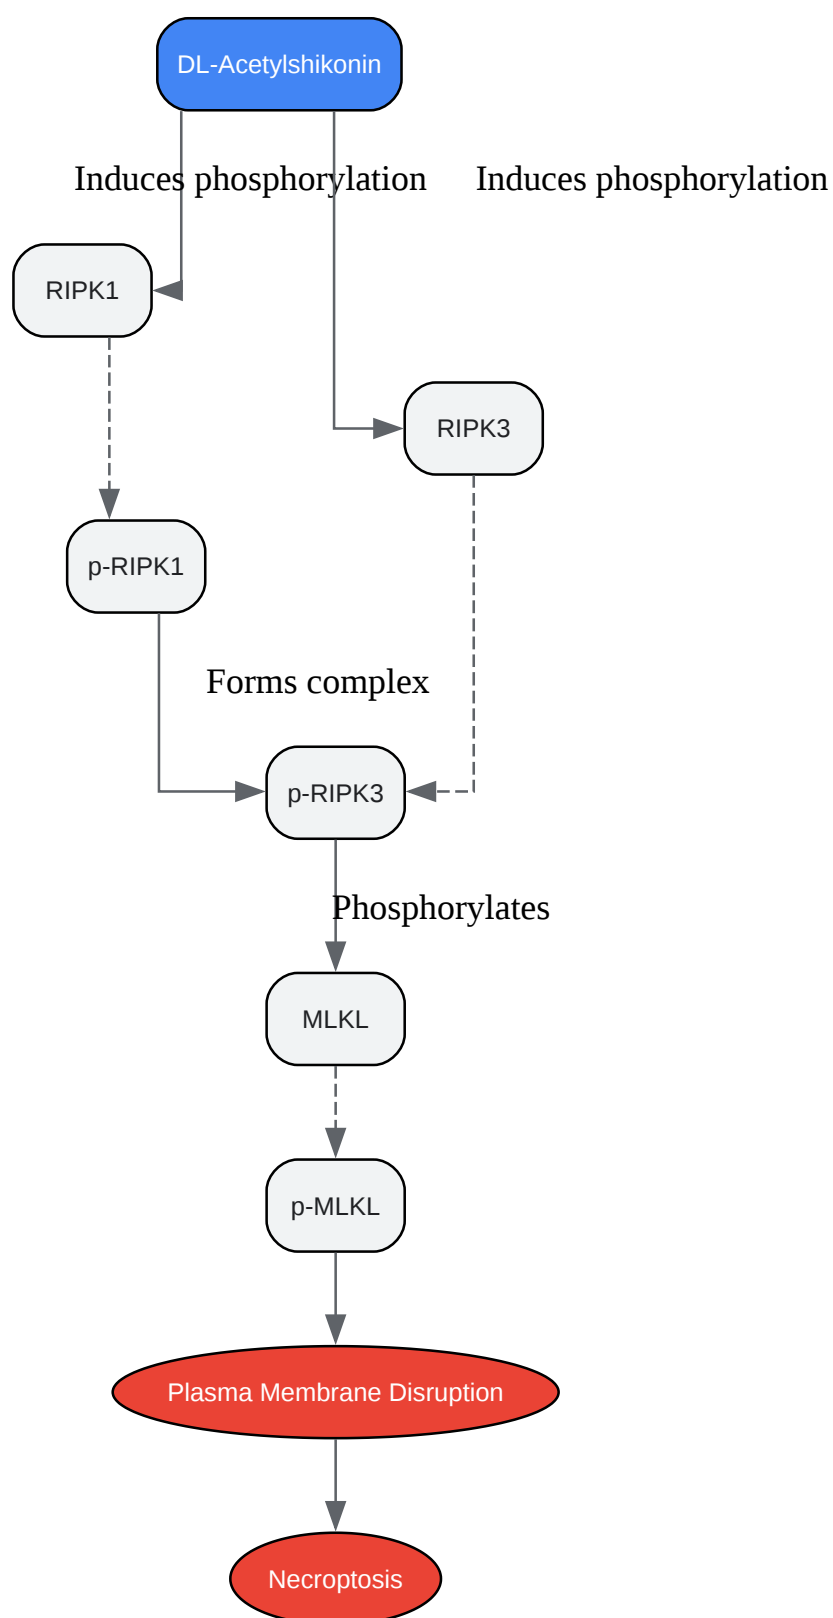 DL-Acetylshikonin
Induces phosphorylation
Induces phosphorylation
RIPK1
RIPK3
p-RIPK1
Forms complex
p-RIPK3
Phosphorylates
MLKL
p-MLKL
Plasma Membrane Disruption
Necroptosis